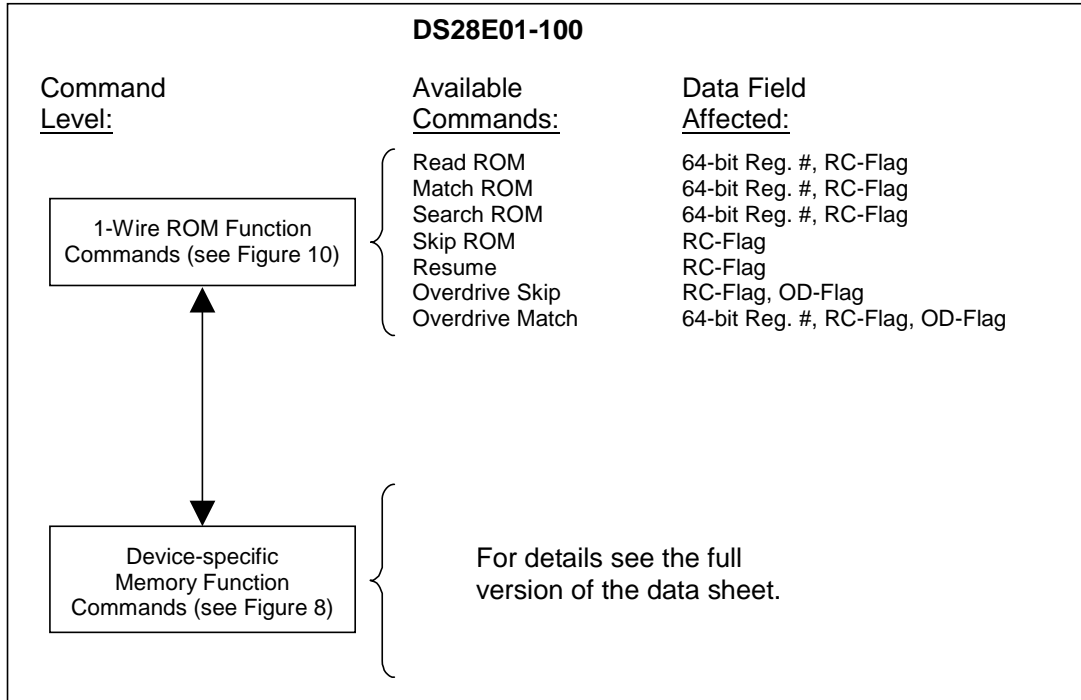 DS28E01-100
Command
Level:
Available
Commands:
Data Field
Affected:
1-Wire ROM Function
Commands (see Figure 10)
Read ROM 64-bit Reg. #, RC-Flag
Match ROM 64-bit Reg. #, RC-Flag
Search ROM 64-bit Reg. #, RC-Flag
Skip ROM RC-Flag
Resume RC-Flag
Overdrive Skip RC-Flag, OD-Flag
Overdrive Match 64-bit Reg. #, RC-Flag, OD-Flag
Device-specific
Memory Function
Commands (see Figure 8)
For details see the full
version of the data sheet.